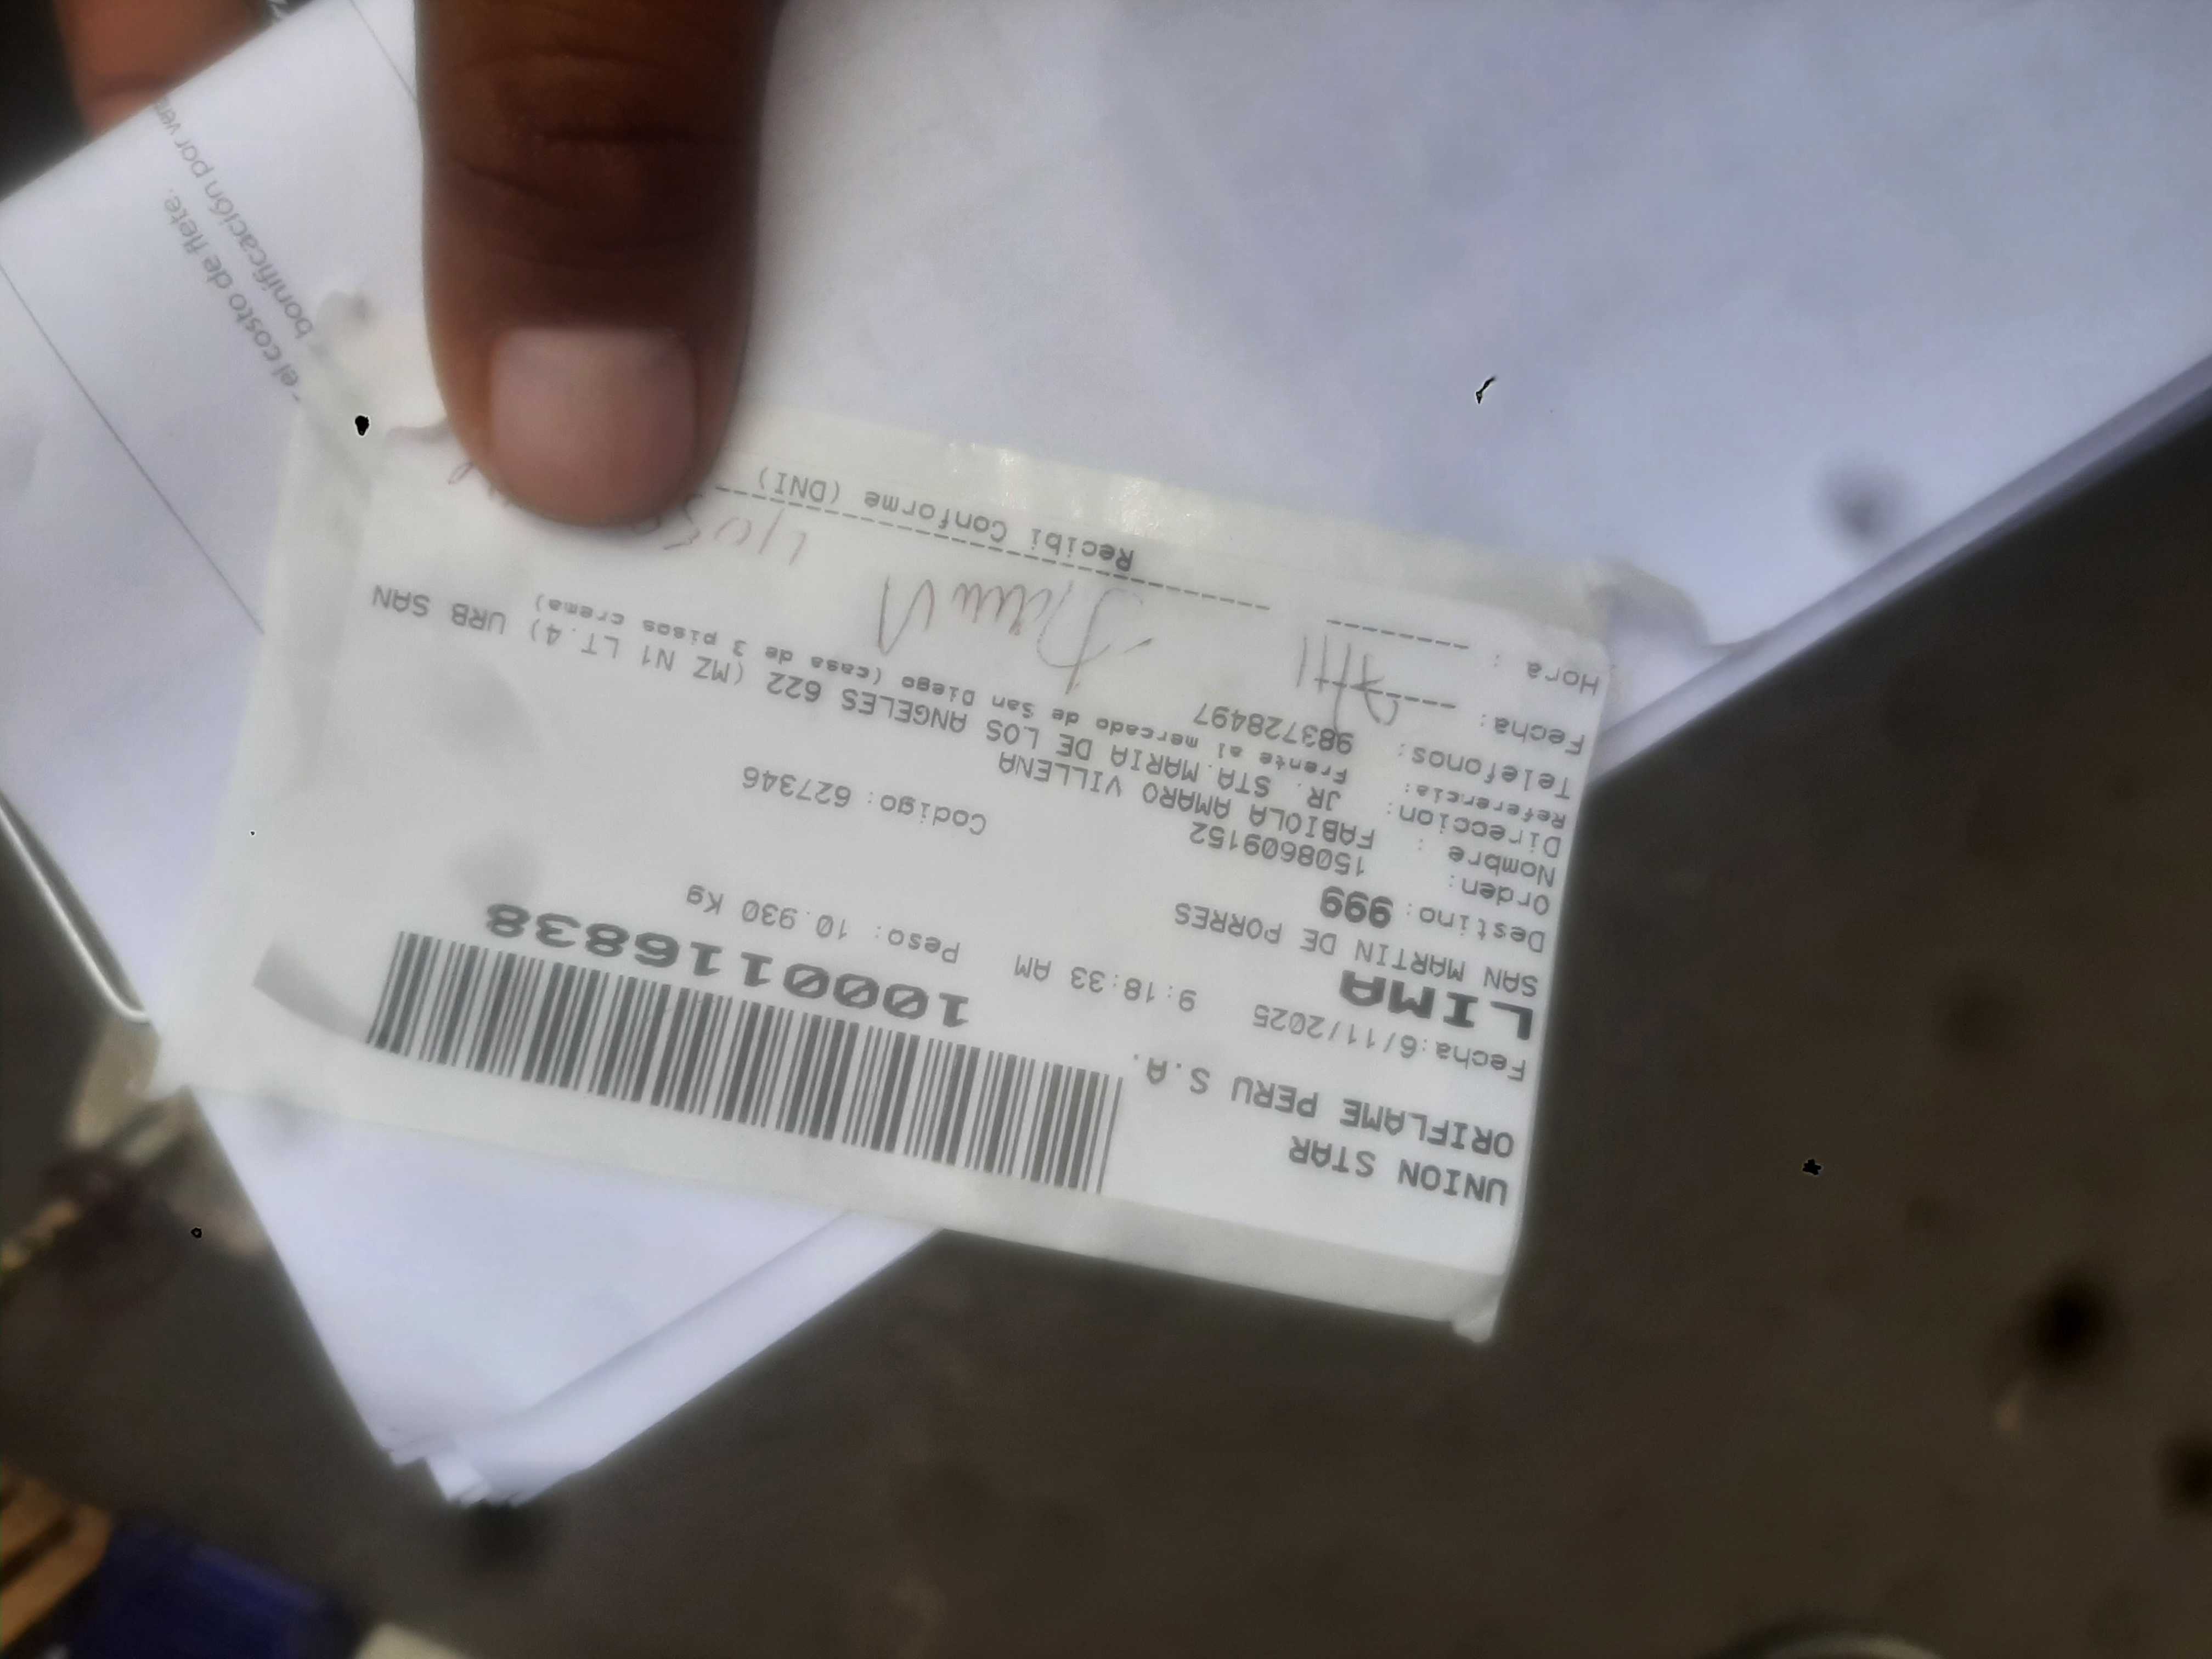 UNION STAR
ORIFLAME PERU S.A.
Fecha:6/11/2025 9:18:33 AM Peso: 10.930 Kg
10001116838
LIMA
SAN MARTIN DE PORRES
Destino: 999
Orden: 1508609152 Codigo: 627346
Nombre : FABIOLA AMARO VILLENA
Direccion: JR. STA.MARIA DE LOS ANGELES 622 (MZ N1 LT.4) URB SAN
Referencia: Frente al mercado de San Diego (casa de 3 pisos crema)
Telefonos: 983728497
Fecha:
Hora :
Recibi Conforme (DNI)
el costo de flete.
bonificación por